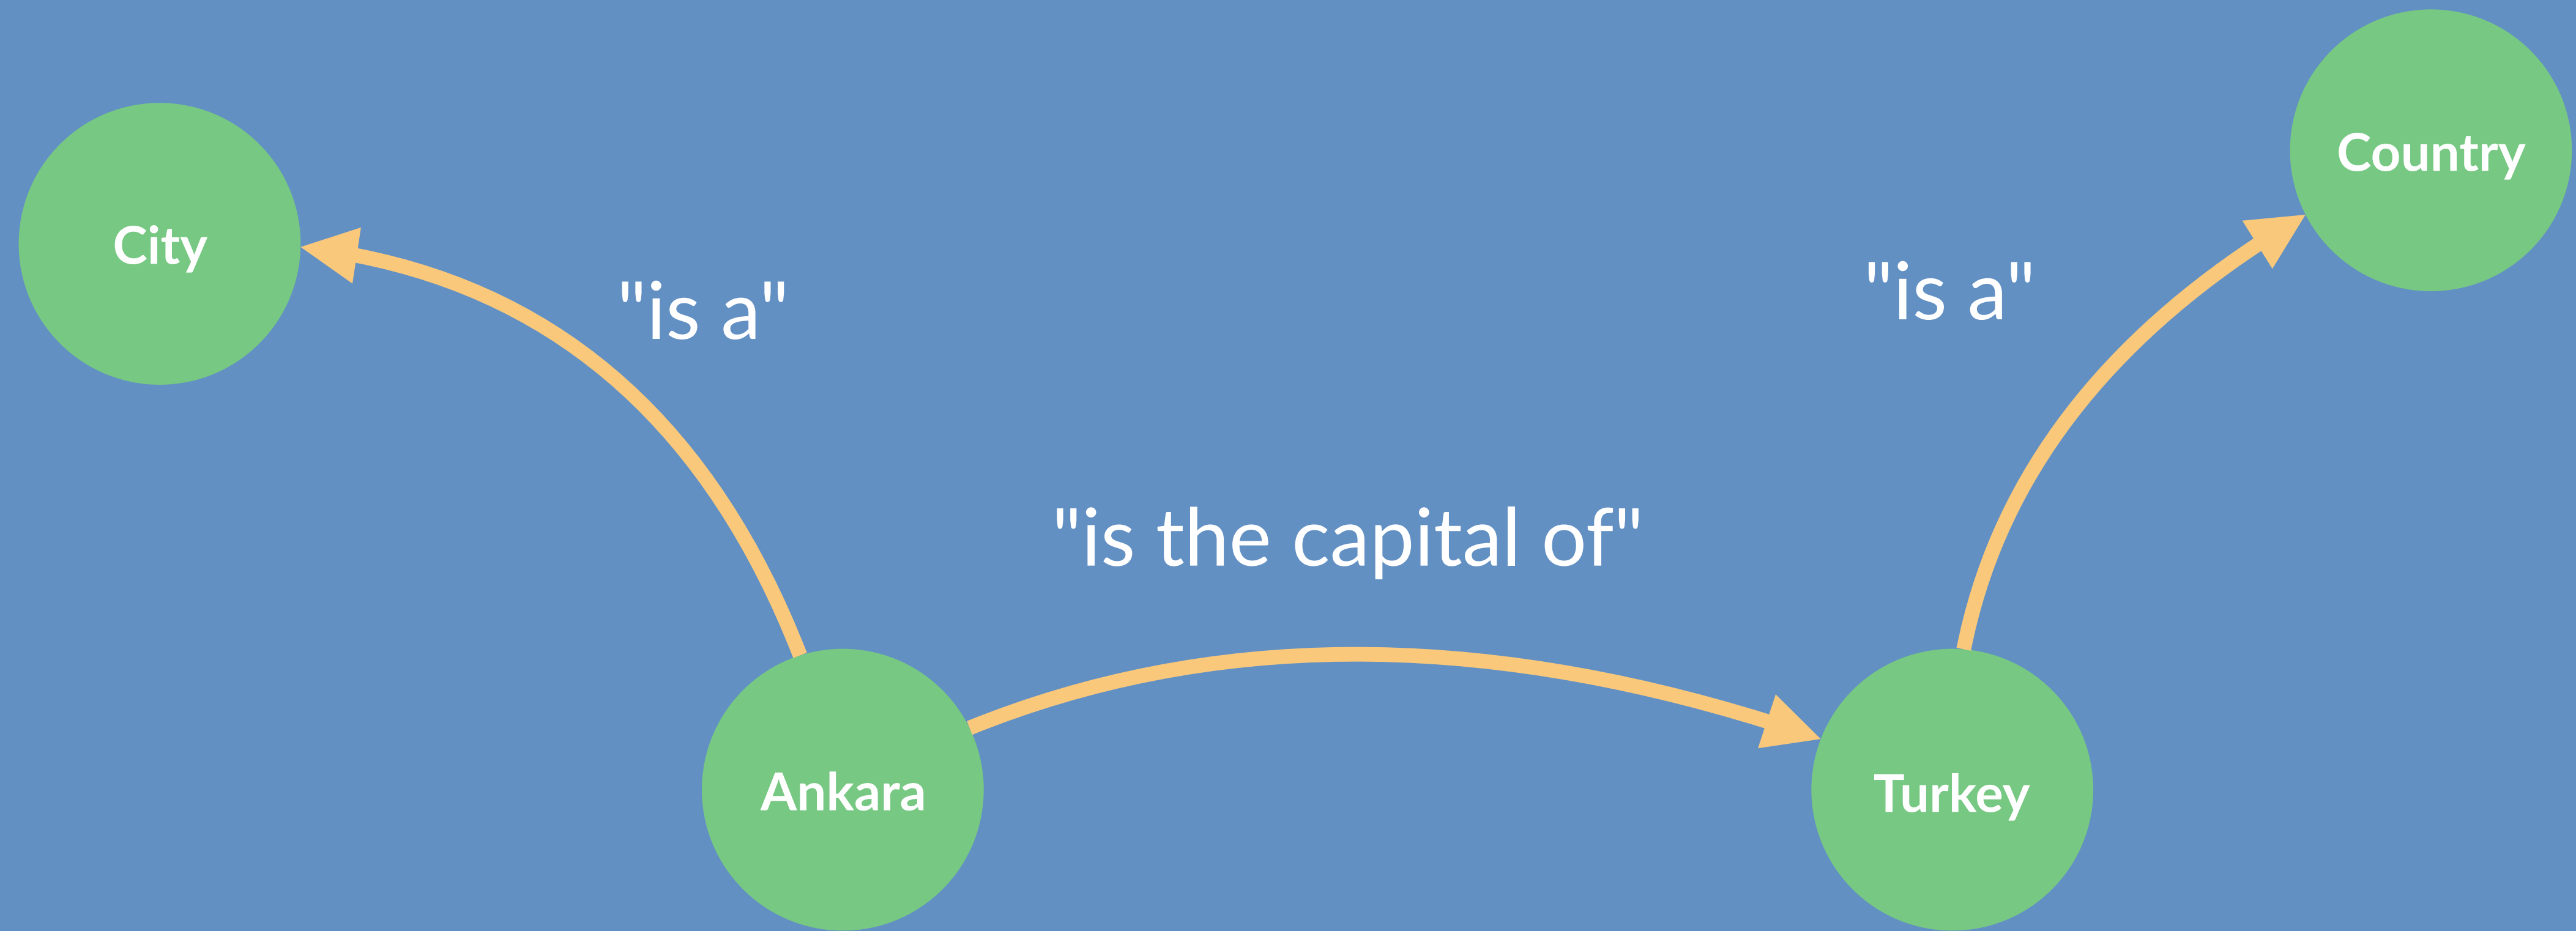 Country
City
"is a"
"is a"
"is the capital of"
Ankara
Turkey